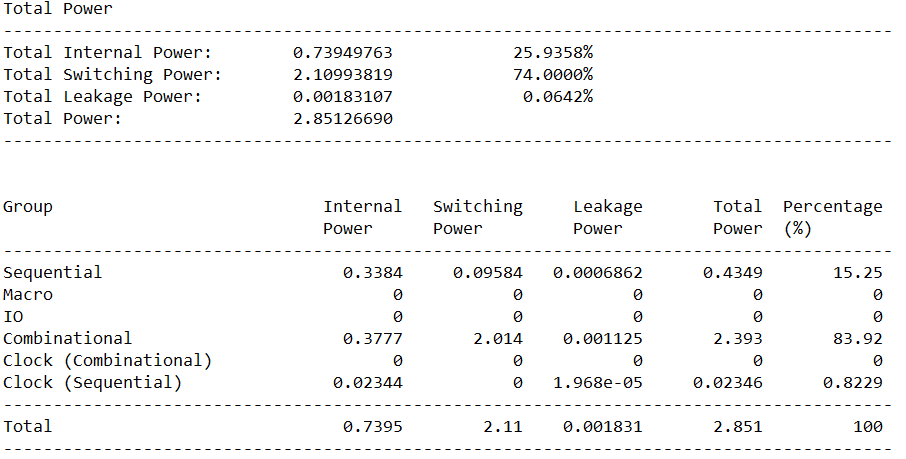 Total Power
-----------------------------------------------------------------------------------------
Total Internal Power:        0.73949763            25.9358%
Total Switching Power:       2.10993819            74.0000%
Total Leakage Power:         0.00183107             0.0642%
Total Power:                 2.85126690
-----------------------------------------------------------------------------------------
Group                           Internal   Switching     Leakage       Total  Percentage
                                Power      Power         Power         Power  (%)
-----------------------------------------------------------------------------------------
Sequential                        0.3384     0.09584   0.0006862      0.4349       15.25
Macro                                  0           0           0           0           0
IO                                     0           0           0           0           0
Combinational                     0.3777       2.014    0.001125       2.393       83.92
Clock (Combinational)                  0           0           0           0           0
Clock (Sequential)               0.02344           0   1.968e-05     0.02346      0.8229
-----------------------------------------------------------------------------------------
Total                             0.7395        2.11    0.001831       2.851         100
-----------------------------------------------------------------------------------------